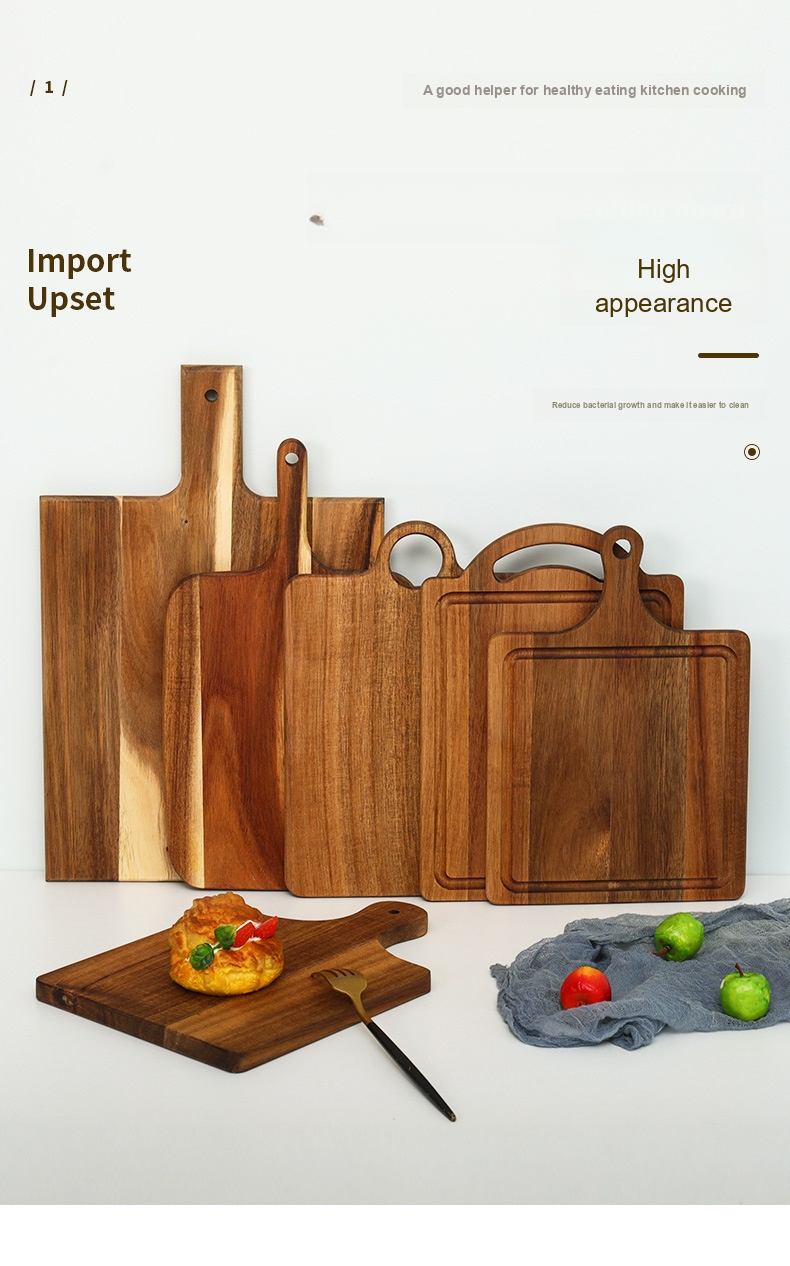 / 1 /
A good helper for healthy eating kitchen cooking
Import
Upset
High
appearance
Reduce bacterial growth and make it easier to clean